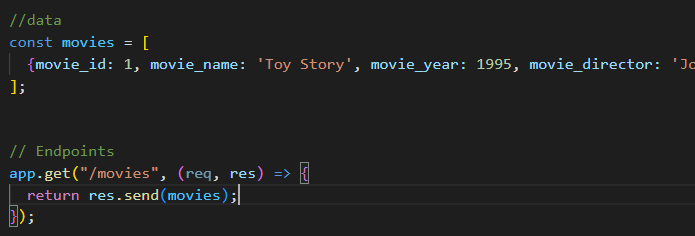 //data
const movies = [
{movie_id: 1, movie_name: 'Toy Story', movie_year: 1995, movie_director:
];
// Endpoints
app.get("/movies", (req, res) => {
return res.send(movies);
});